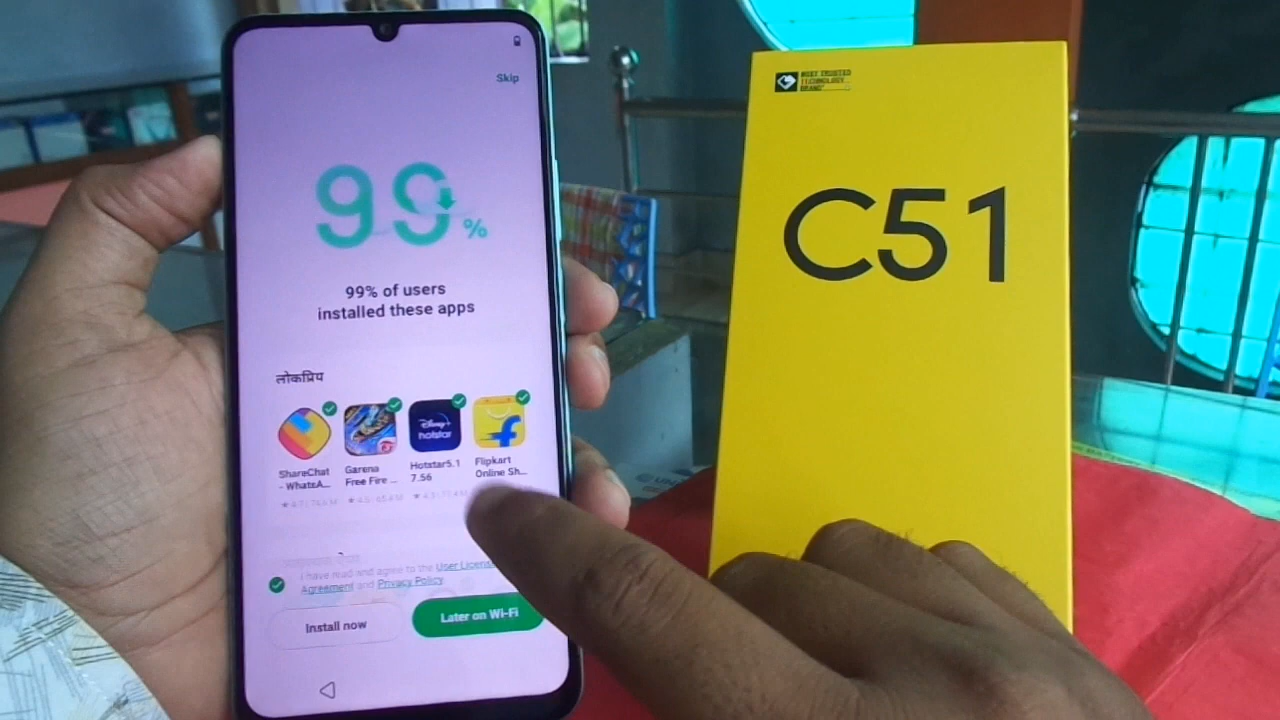 Skip
99%
99% of users
installed these apps
लोकप्रिय
ShareChat
- WhatsA...
Garena
Free Fire ...
Hotstar5.1
7.56
Flipkart
Online Sh...
I have read and agree to the User License
Agreement and Privacy Policy
Install now
Later on Wi-Fi
MOST TRUSTED
TECHNOLOGY
BRAND
C51